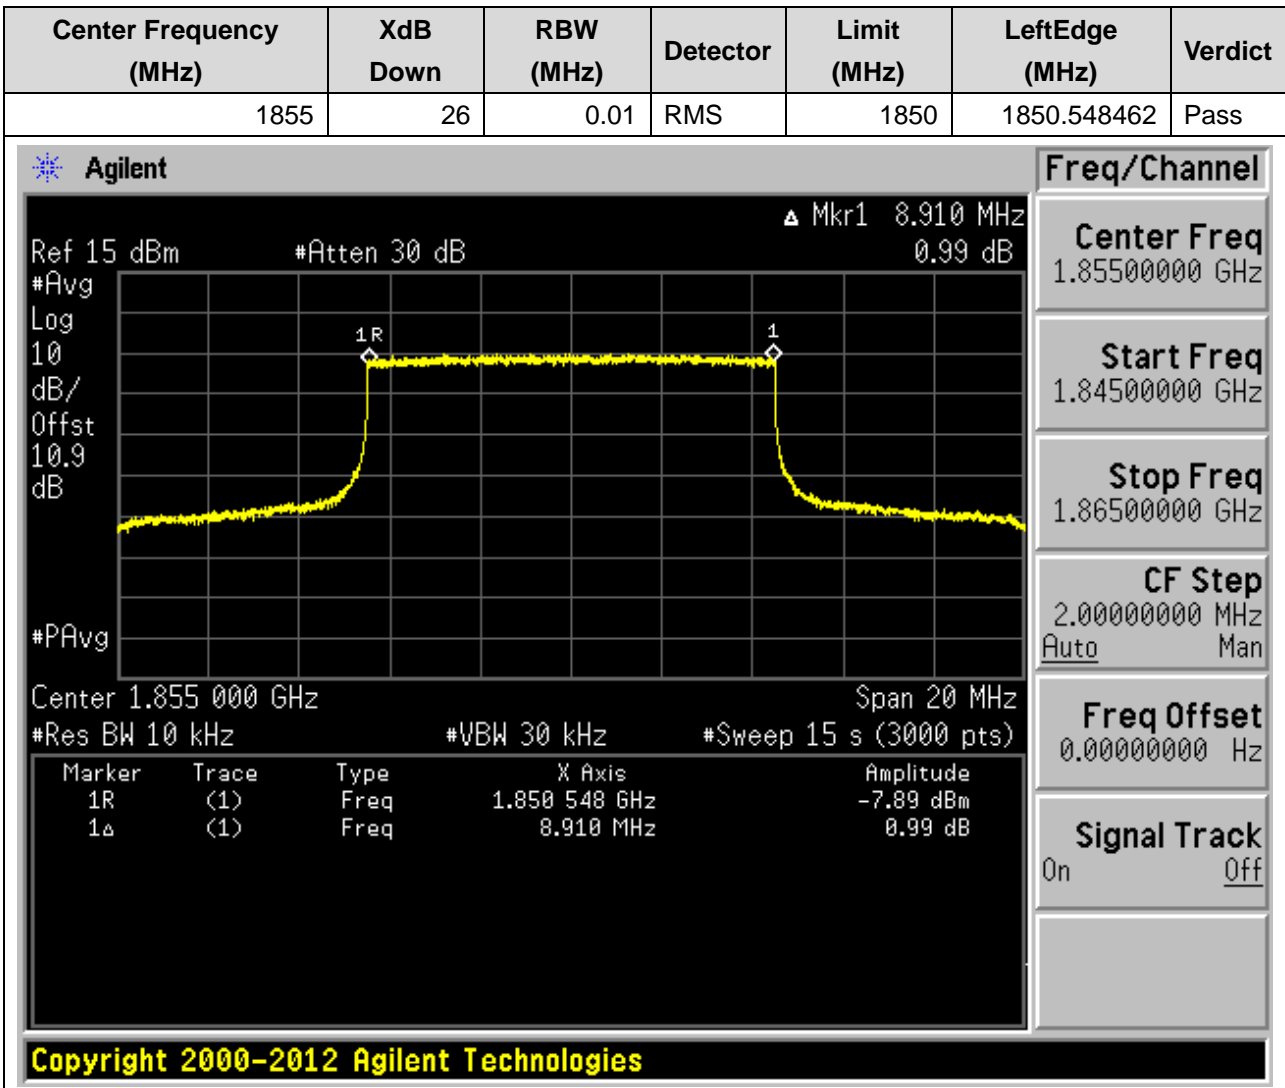 Center Frequency (MHz) XdB Down RBW (MHz) Detector Limit (MHz) LeftEdge (MHz) Verdict
1855 26 0.01 RMS 1850 1850.548462 Pass
Agilent
Freq/Channel
Δ Mkr1 8.910 MHz
Ref 15 dBm #Atten 30 dB 0.99 dB
#Avg
Log
10
dB/
Offst
10.9
dB
#PAvg
1R
1
Center 1.855 000 GHz Span 20 MHz
#Res BW 10 kHz #VBW 30 kHz #Sweep 15 s (3000 pts)
Marker Trace Type X Axis Amplitude
1R (1) Freq 1.850 548 GHz -7.89 dBm
1Δ (1) Freq 8.910 MHz 0.99 dB
Center Freq
1.85500000 GHz
Start Freq
1.84500000 GHz
Stop Freq
1.86500000 GHz
CF Step
2.00000000 MHz
Auto Man
Freq Offset
0.00000000 Hz
Signal Track
On Off
Copyright 2000-2012 Agilent Technologies